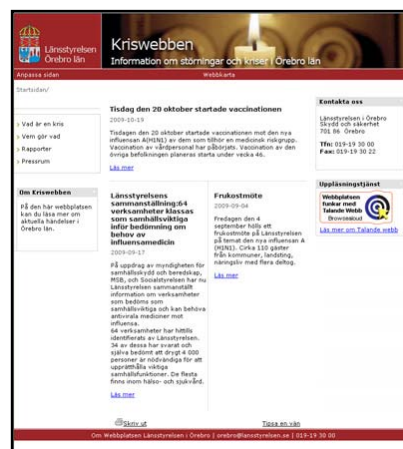 Länsstyrelsen
Örebro län
Kriswebben
Information om störningar och kriser i Örebro län
Anpassa sidan
Webbkarta
Startsidan/
> Vad är en kris
> Vem gör vad
> Rapporter
> Pressrum
Om Kriswebben
På den här webbplatsen
kan du läsa mer om
aktuella händelser i
Örebro län.
Tisdag den 20 oktober startade vaccinationen
2009-10-19
Tisdagen den 20 oktober startade vaccinationen mot den nya
influensan A(H1N1) av dem som tillhör en medicinsk riskgrupp.
Vaccination av vårdpersonal har påbörjats. Vaccination av den
övriga befolkningen planeras starta under vecka 46.
Läs mer
Länsstyrelsens
sammanställning:64
verksamheter klassas
som samhällsviktiga
inför bedömning om
behov av
influensamedicin
2009-09-17
På uppdrag av myndigheten för
samhällsskydd och beredskap,
MSB, och Socialstyrelsen har nu
Länsstyrelsen sammanställt
information om verksamheter
som bedöms som
samhällsviktiga och kan behöva
antivirala mediciner mot
influensa.
64 verksamheter har hittills
identifierats av Länsstyrelsen.
34 av dessa har svarat och
själva bedömt att drygt 4 000
personer är nödvändiga för att
upprätthålla viktiga
samhällsfunktioner. De flesta
finns inom hälso- och sjukvård.
Läs mer
Frukostmöte
2009-09-04
Fredagen den 4
september hölls ett
frukostmöte på Länsstyrelsen
på temat den nya influensan A
(H1N1). Cirka 110 gäster
från kommuner, landsting,
näringsliv med flera deltog.
Läs mer
Kontakta oss
Länsstyrelsen i Örebro
Skydd och säkerhet
701 86 Örebro
Tfn: 019-19 30 00
Fax: 019-19 30 22
Uppläsningstjänst
Webbplatsen
funkar med
Talande Webb
Browsealoud
Läs mer om Talande webb
Skriv ut
Tipsa en vän
Om Webbplatsen Länsstyrelsen i Örebro | orebro@lansstyrelsen.se | 019-19 30 00